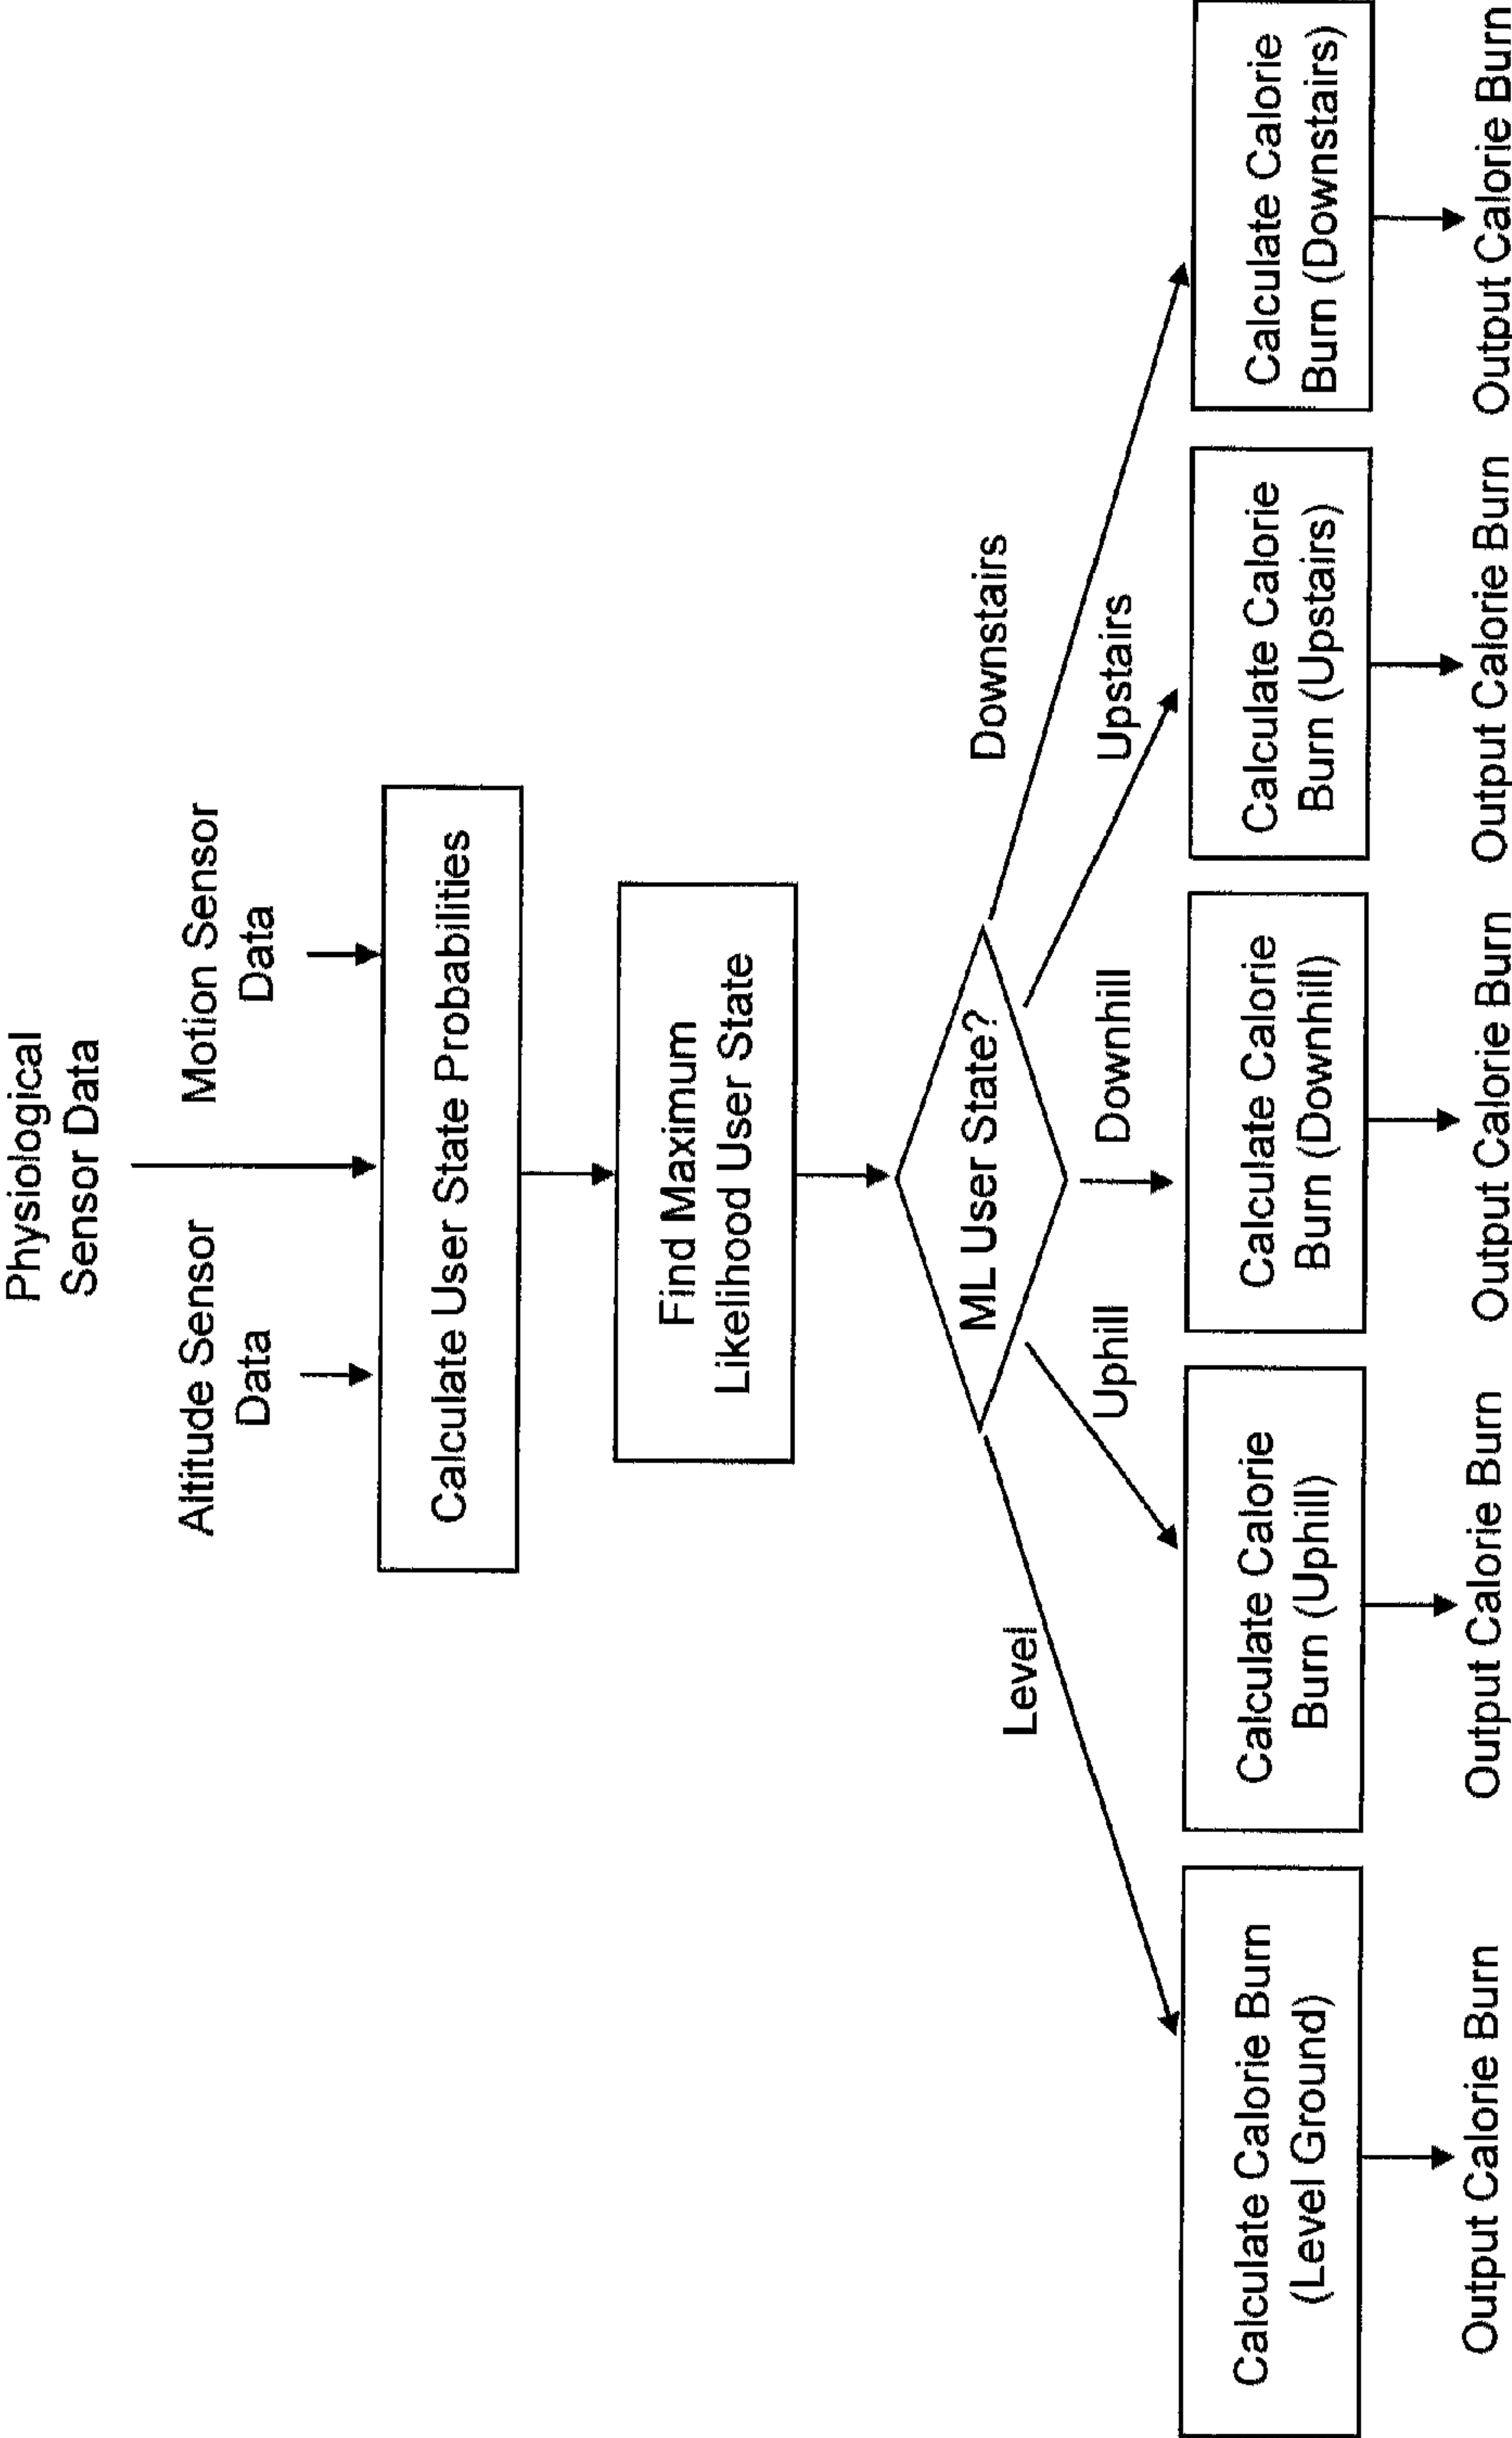 Physiological
Sensor Data
Altitude Sensor
Data
Motion Sensor
Data
Calculate User State Probabilities
Find Maximum
Likelihood User State
ML User State?
Level
Uphill
Downhill
Upstairs
Downstairs
Calculate Calorie Burn
(Level Ground)
Calculate Calorie
Burn (Uphill)
Calculate Calorie
Burn (Downhill)
Calculate Calorie
Burn (Upstairs)
Calculate Calorie
Burn (Downstairs)
Output Calorie Burn
Output Calorie Burn
Output Calorie Burn
Output Calorie Burn
Output Calorie Burn